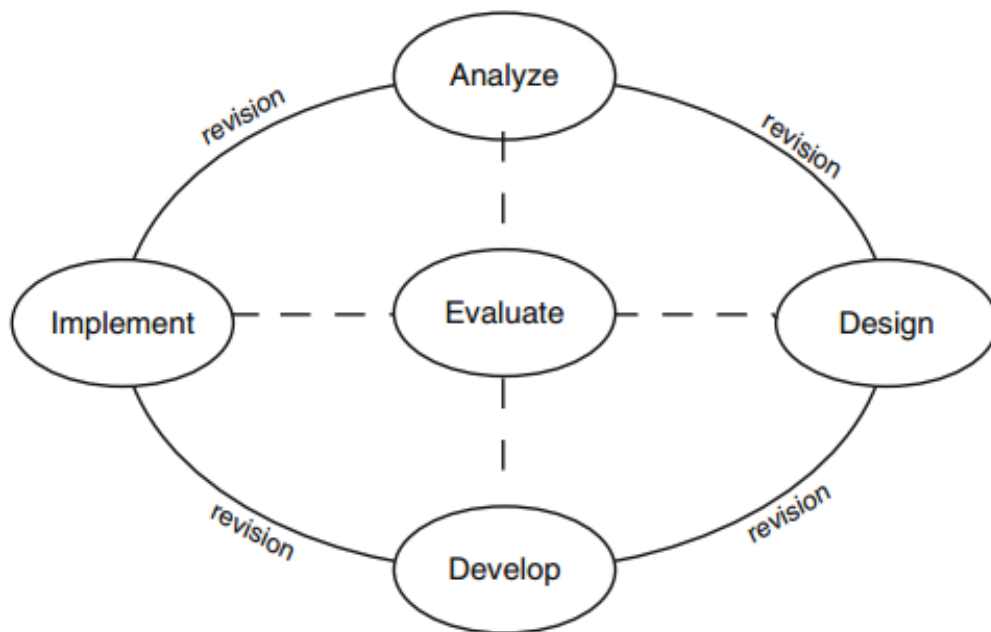 Analyze
revision
revision
Implement
Evaluate
Design
revision
revision
Develop